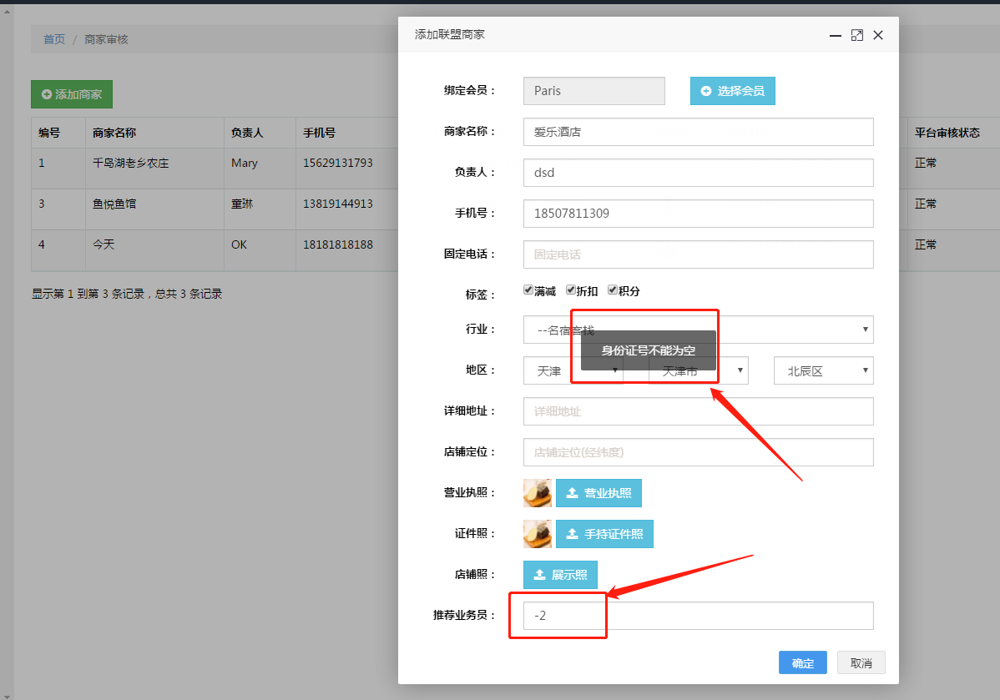 首页 / 商家审核
添加商家
编号 商家名称 负责人 手机号 平台审核状态
1 千岛湖老乡农庄 Mary 15629131793 正常
3 鱼悦鱼馆 童琳 13819144913 正常
4 今天 OK 18181818188 正常
显示第 1 到第 3 条记录，总共 3 条记录
添加联盟商家
绑定会员： Paris 选择会员
商家名称： 爱乐酒店
负责人： dsd
手机号： 18507811309
固定电话： 固定电话
标签： 满减 折扣 积分
行业： --名宿客栈
身份证号不能为空
地区： 天津 天津市 北辰区
详细地址： 详细地址
店铺定位： 店铺定位(经纬度)
营业执照： 营业执照
证件照： 手持证件照
店铺照： 展示照
推荐业务员： -2
确定 取消